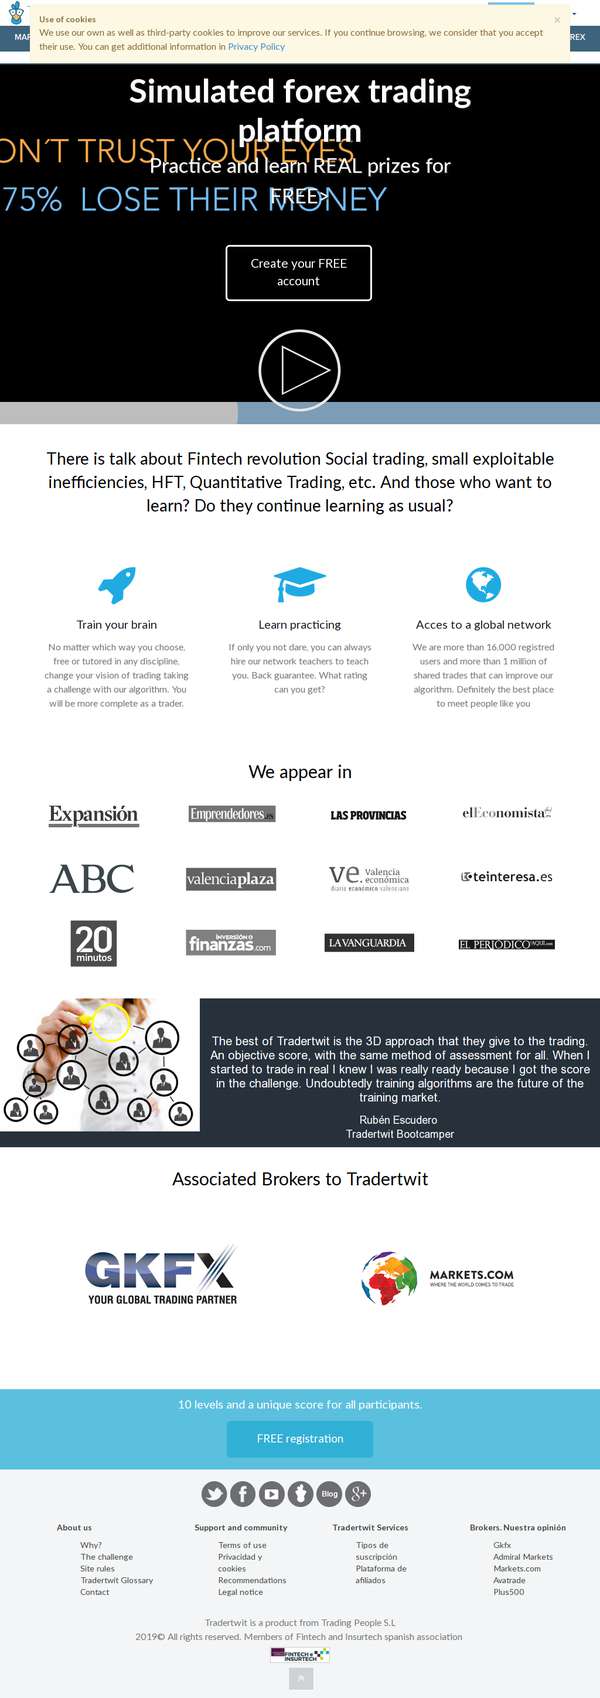 Use of cookies
×
We use our own as well as third-party cookies to improve our services. If you continue browsing, we consider that you accept
their use. You can get additional information in Privacy Policy
Simulated forex trading
platform
ON´T TRUST YOUR EYES
Practice and learn REAL prizes for
75% LOSE THEIR MONEY
FREE>
Create your FREE
account
There is talk about Fintech revolution Social trading, small exploitable
inefficiencies, HFT, Quantitative Trading, etc. And those who want to
learn? Do they continue learning as usual?
Train your brain
No matter which way you choose,
free or tutored in any discipline,
change your vision of trading taking
a challenge with our algorithm. You
will be more complete as a trader.
Learn practicing
If only you not dare, you can always
hire our network teachers to teach
you. Back guarantee. What rating
can you get?
Acces to a global network
We are more than 16,000 registred
users and more than 1 million of
shared trades that can improve our
algorithm. Definitely the best place
to meet people like you
We appear in
Expansión
Emprendedores.es
LAS PROVINCIAS
elEconomista
ABC
valenciaplaza
ve. Valencia
económica
diario económico valenciano
teinteresa.es
20
minutos
INVERSIÓN&
finanzas.com
LA VANGUARDIA
EL PERIODICO
The best of Tradertwit is the 3D approach that they give to the trading.
An objective score, with the same method of assessment for all. When I
started to trade in real I knew I was really ready because I got the score
in the challenge. Undoubtedly training algorithms are the future of the
training market.
Rubén Escudero
Tradertwit Bootcamper
Associated Brokers to Tradertwit
GKFX
YOUR GLOBAL TRADING PARTNER
MARKETS.COM
WHERE THE WORLD COMES TO TRADE
10 levels and a unique score for all participants.
FREE registration
Blog
About us
Why?
The challenge
Site rules
Tradertwit Glossary
Contact
Support and community
Terms of use
Privacidad y
cookies
Recommendations
Legal notice
Tradertwit Services
Tipos de
suscripción
Plataforma de
afiliados
Brokers. Nuestra opinión
Gkfx
Admiral Markets
Markets.com
Avatrade
Plus500
Tradertwit is a product from Trading People S.L
2019© All rights reserved. Members of Fintech and Insurtech spanish association
FINTECH e
INSURTECH